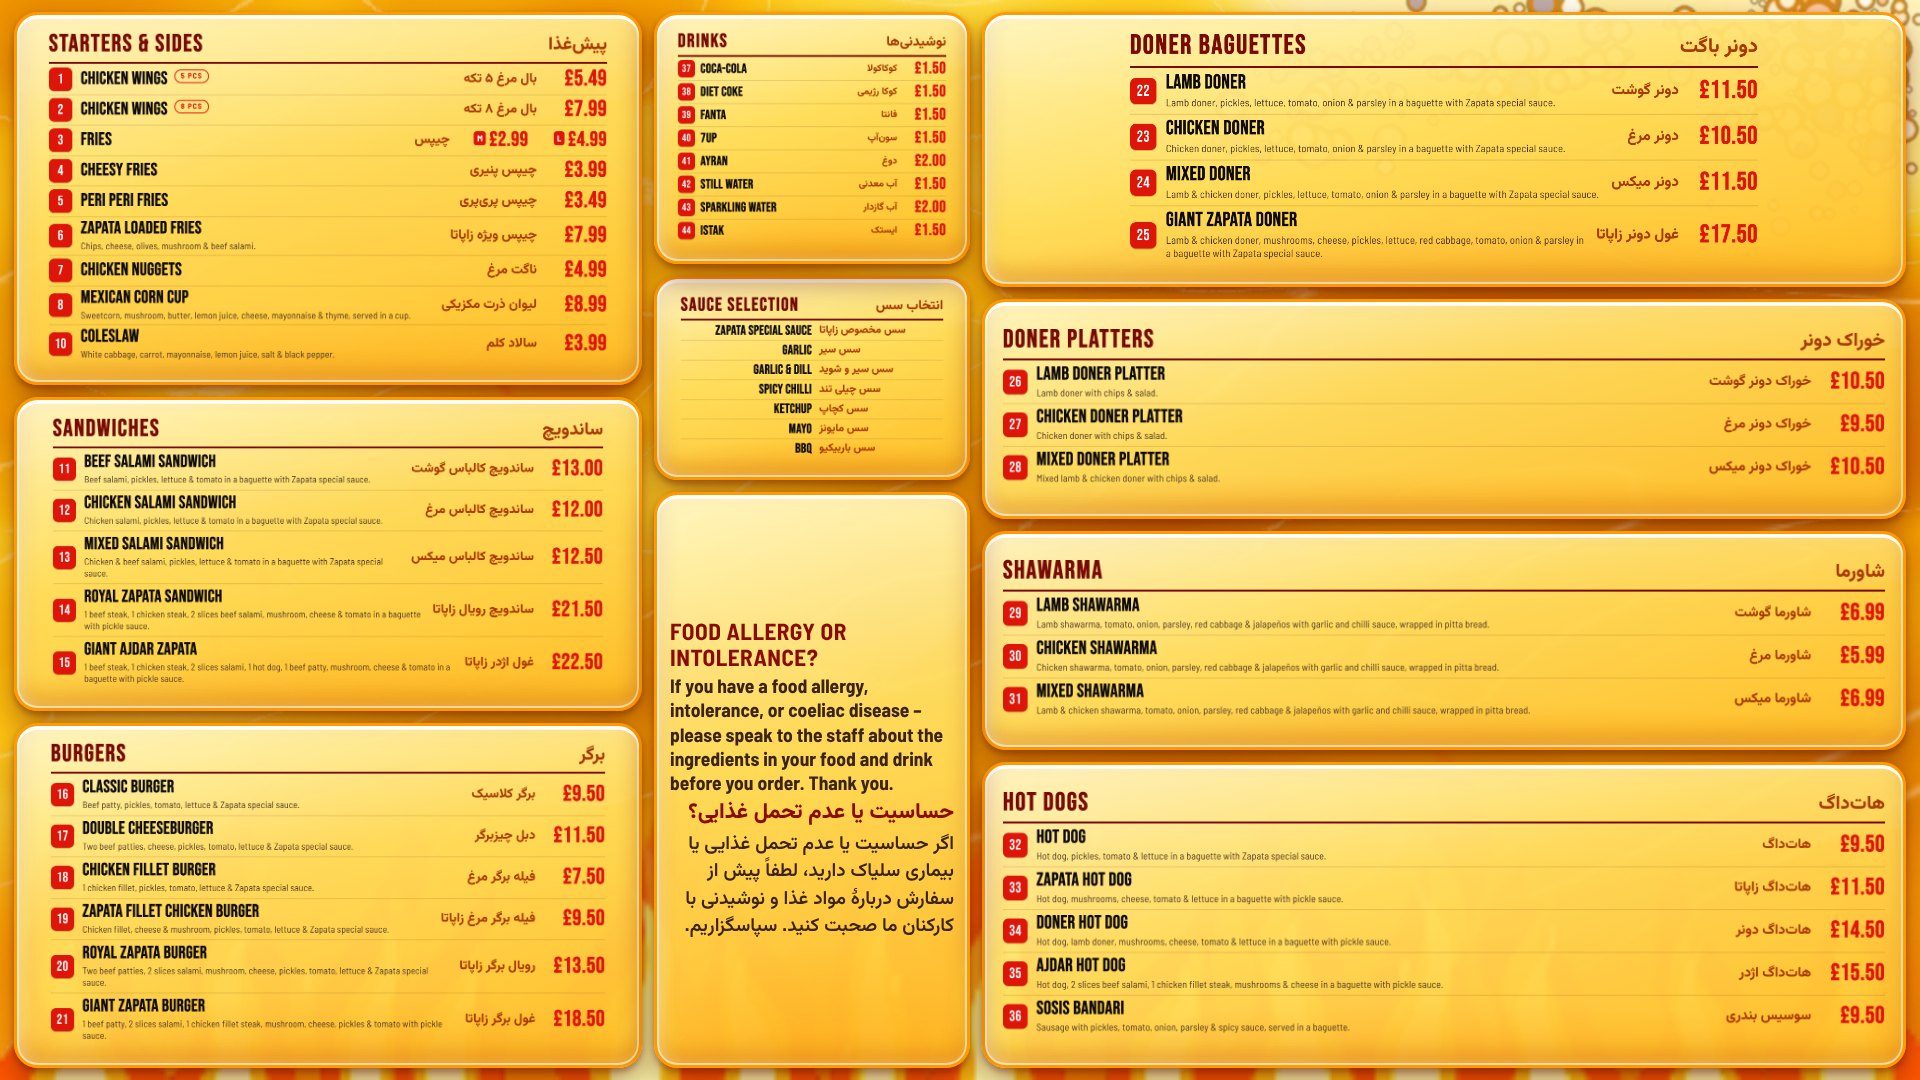 STARTERS & SIDES پیش‌غذا
1 CHICKEN WINGS 5 PCS بال مرغ ۵ تکه £5.49
2 CHICKEN WINGS 8 PCS بال مرغ ۸ تکه £7.99
3 FRIES چیپس M £2.99 L £4.99
4 CHEESY FRIES چیپس پنیری £3.99
5 PERI PERI FRIES چیپس پری‌پری £3.49
6 ZAPATA LOADED FRIES چیپس ویژه زاپاتا £7.99
Chips, cheese, olives, mushroom & beef salami.
7 CHICKEN NUGGETS ناگت مرغ £4.99
8 MEXICAN CORN CUP لیوان ذرت مکزیکی £8.99
Sweetcorn, mushroom, butter, lemon juice, cheese, mayonnaise & thyme, served in a cup.
10 COLESLAW سالاد کلم £3.99
White cabbage, carrot, mayonnaise, lemon juice, salt & black pepper.
SANDWICHES ساندویچ
11 BEEF SALAMI SANDWICH ساندویچ کالباس گوشت £13.00
Beef salami, pickles, lettuce & tomato in a baguette with Zapata special sauce.
12 CHICKEN SALAMI SANDWICH ساندویچ کالباس مرغ £12.00
Chicken salami, pickles, lettuce & tomato in a baguette with Zapata special sauce.
13 MIXED SALAMI SANDWICH ساندویچ کالباس میکس £12.50
Chicken & beef salami, pickles, lettuce & tomato in a baguette with Zapata special
sauce.
14 ROYAL ZAPATA SANDWICH ساندویچ رویال زاپاتا £21.50
1 beef steak, 1 chicken steak, 2 slices beef salami, mushroom, cheese & tomato in a baguette
with pickle sauce.
15 GIANT AJDAR ZAPATA غول اژدر زاپاتا £22.50
1 beef steak, 1 chicken steak, 2 slices salami, 1 hot dog, 1 beef patty, mushroom, cheese & tomato in a
baguette with pickle sauce.
BURGERS برگر
16 CLASSIC BURGER برگر کلاسیک £9.50
Beef patty, pickles, tomato, lettuce & Zapata special sauce.
17 DOUBLE CHEESEBURGER دبل چیزبرگر £11.50
Two beef patties, cheese, pickles, tomato, lettuce & Zapata special sauce.
18 CHICKEN FILLET BURGER فیله برگر مرغ £7.50
1 chicken fillet, pickles, tomato, lettuce & Zapata special sauce.
19 ZAPATA FILLET CHICKEN BURGER فیله برگر مرغ زاپاتا £9.50
Chicken fillet, cheese & mushroom, pickles, tomato, lettuce & Zapata special sauce.
20 ROYAL ZAPATA BURGER رویال برگر زاپاتا £13.50
Two beef patties, 2 slices salami, mushroom, cheese, pickles, tomato, lettuce & Zapata special
sauce.
21 GIANT ZAPATA BURGER غول برگر زاپاتا £18.50
1 beef patty, 2 slices salami, 1 chicken fillet steak, mushroom, cheese, pickles & tomato with pickle
sauce.
DRINKS نوشیدنی‌ها
37 COCA-COLA کوکاکولا £1.50
38 DIET COKE کوکا رژیمی £1.50
39 FANTA فانتا £1.50
40 7UP سون‌آپ £1.50
41 AYRAN دوغ £2.00
42 STILL WATER آب معدنی £1.50
43 SPARKLING WATER آب گازدار £2.00
44 ISTAK ایستک £1.50
SAUCE SELECTION انتخاب سس
ZAPATA SPECIAL SAUCE سس مخصوص زاپاتا
GARLIC سس سیر
GARLIC & DILL سس سیر و شوید
SPICY CHILLI سس چیلی تند
KETCHUP سس کچاپ
MAYO سس مایونز
BBQ سس باربیکیو
FOOD ALLERGY OR
INTOLERANCE?
If you have a food allergy,
intolerance, or coeliac disease –
please speak to the staff about the
ingredients in your food and drink
before you order. Thank you.
حساسیت یا عدم تحمل غذایی؟
اگر حساسیت یا عدم تحمل غذایی یا
بیماری سلیاک دارید، لطفاً پیش از
سفارش دربارهٔ مواد غذا و نوشیدنی با
کارکنان ما صحبت کنید. سپاسگزاریم.
DONER BAGUETTES دونر باگت
22 LAMB DONER دونر گوشت £11.50
Lamb doner, pickles, lettuce, tomato, onion & parsley in a baguette with Zapata special sauce.
23 CHICKEN DONER دونر مرغ £10.50
Chicken doner, pickles, lettuce, tomato, onion & parsley in a baguette with Zapata special sauce.
24 MIXED DONER دونر میکس £11.50
Lamb & chicken doner, pickles, lettuce, tomato, onion & parsley in a baguette with Zapata special sauce.
25 GIANT ZAPATA DONER غول دونر زاپاتا £17.50
Lamb & chicken doner, mushrooms, cheese, pickles, lettuce, red cabbage, tomato, onion & parsley in
a baguette with Zapata special sauce.
DONER PLATTERS خوراک دونر
26 LAMB DONER PLATTER خوراک دونر گوشت £10.50
Lamb doner with chips & salad.
27 CHICKEN DONER PLATTER خوراک دونر مرغ £9.50
Chicken doner with chips & salad.
28 MIXED DONER PLATTER خوراک دونر میکس £10.50
Mixed lamb & chicken doner with chips & salad.
SHAWARMA شاورما
29 LAMB SHAWARMA شاورما گوشت £6.99
Lamb shawarma, tomato, onion, parsley, red cabbage & jalapeños with garlic and chilli sauce, wrapped in pitta bread.
30 CHICKEN SHAWARMA شاورما مرغ £5.99
Chicken shawarma, tomato, onion, parsley, red cabbage & jalapeños with garlic and chilli sauce, wrapped in pitta bread.
31 MIXED SHAWARMA شاورما میکس £6.99
Lamb & chicken shawarma, tomato, onion, parsley, red cabbage & jalapeños with garlic and chilli sauce, wrapped in pitta bread.
HOT DOGS هات‌داگ
32 HOT DOG هات‌داگ £9.50
Hot dog, pickles, tomato & lettuce in a baguette with Zapata special sauce.
33 ZAPATA HOT DOG هات‌داگ زاپاتا £11.50
Hot dog, mushrooms, cheese, tomato & lettuce in a baguette with pickle sauce.
34 DONER HOT DOG هات‌داگ دونر £14.50
Hot dog, lamb doner, mushrooms, cheese, tomato & lettuce in a baguette with pickle sauce.
35 AJDAR HOT DOG هات‌داگ اژدر £15.50
Hot dog, 2 slices beef salami, 1 chicken fillet steak, mushrooms & cheese in a baguette with pickle sauce.
36 SOSIS BANDARI سوسیس بندری £9.50
Sausage with pickles, tomato, onion, parsley & spicy sauce, served in a baguette.